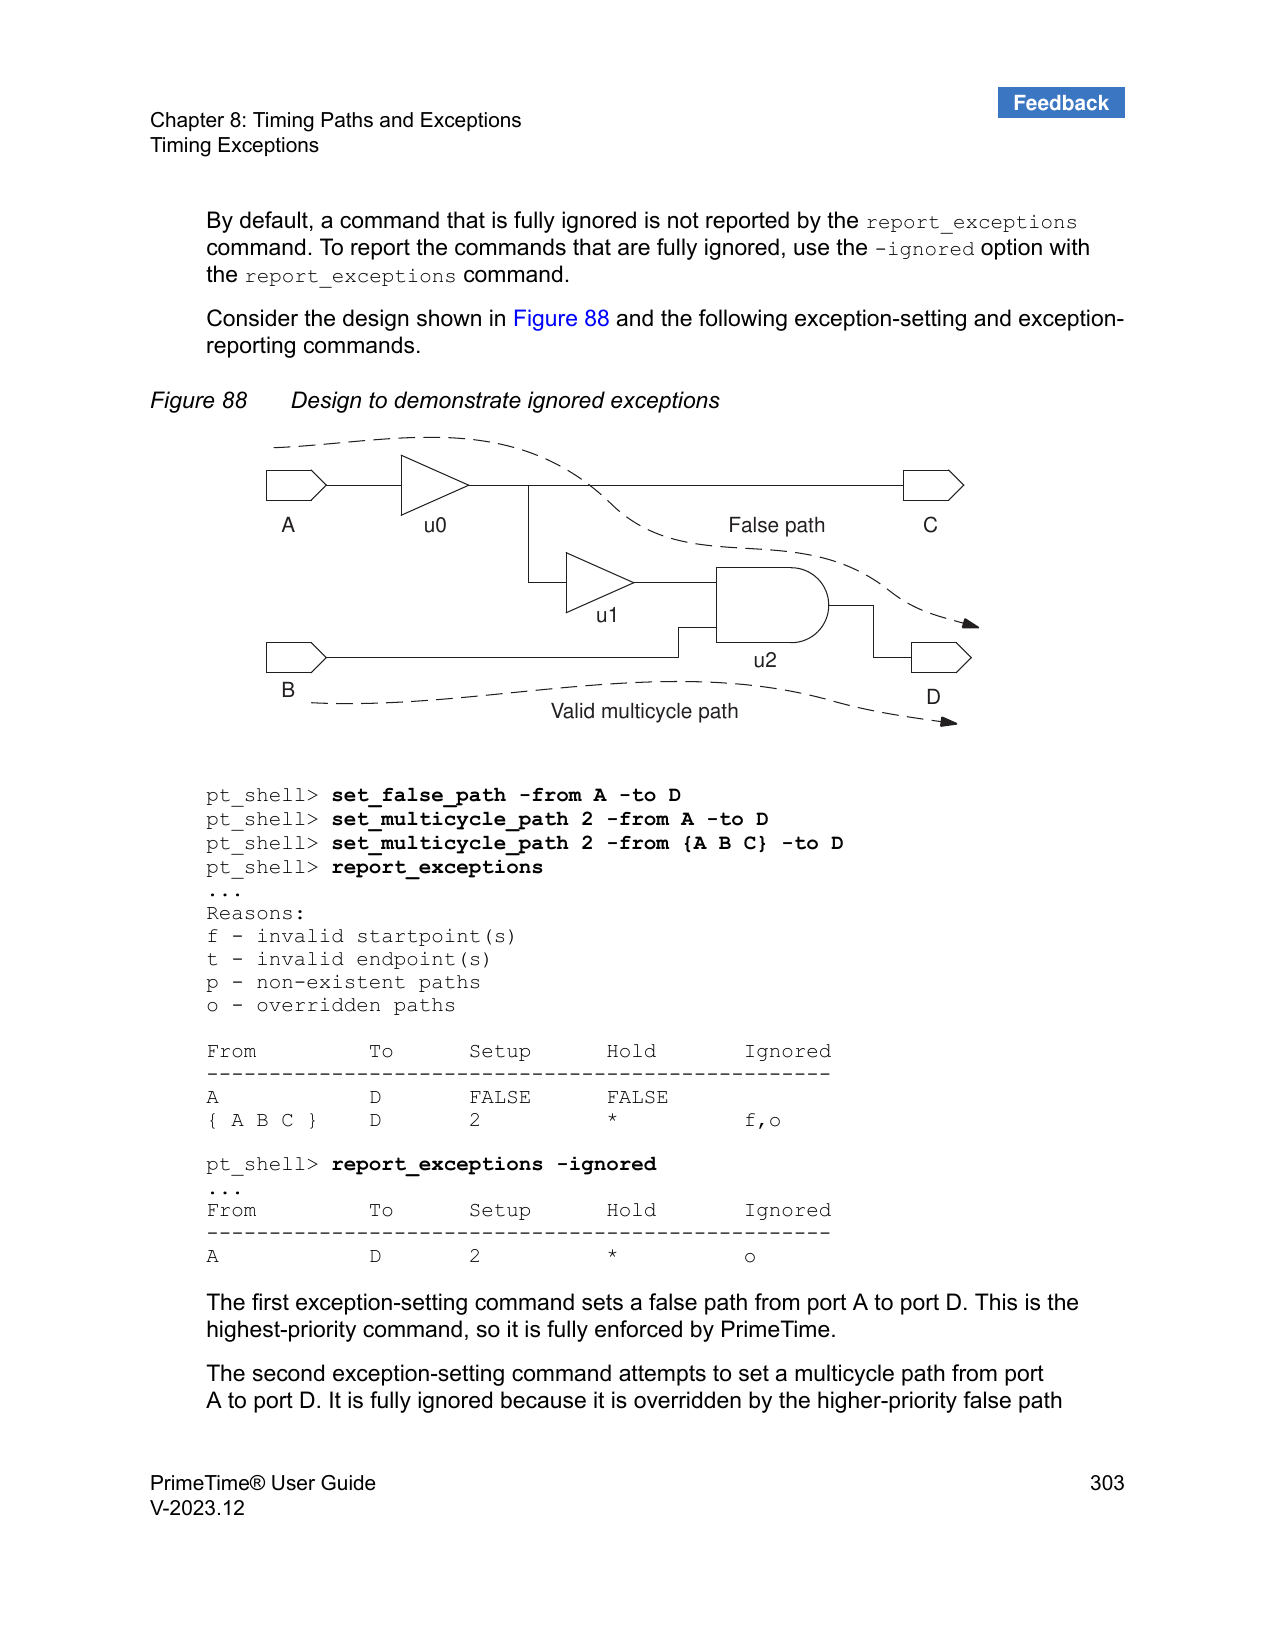 Feedback
Chapter 8: Timing Paths and Exceptions
Timing Exceptions
By default, a command that is fully ignored is not reported by the report_exceptions
command. To report the commands that are fully ignored, use the -ignored option with
the report_exceptions command.
Consider the design shown in Figure 88 and the following exception-setting and exception-
reporting commands.
Figure 88 Design to demonstrate ignored exceptions
A
u0
False path
C
u1
u2
B
D
Valid multicycle path
pt_shell> set_false_path -from A -to D
pt_shell> set_multicycle_path 2 -from A -to D
pt_shell> set_multicycle_path 2 -from {A B C} -to D
pt_shell> report_exceptions
...
Reasons:
f - invalid startpoint(s)
t - invalid endpoint(s)
p - non-existent paths
o - overridden paths
From To Setup Hold Ignored
--------------------------------------------------
A D FALSE FALSE
{ A B C } D 2 * f,o
pt_shell> report_exceptions -ignored
...
From To Setup Hold Ignored
--------------------------------------------------
A D 2 * o
The first exception-setting command sets a false path from port A to port D. This is the
highest-priority command, so it is fully enforced by PrimeTime.
The second exception-setting command attempts to set a multicycle path from port
A to port D. It is fully ignored because it is overridden by the higher-priority false path
PrimeTime® User Guide 303
V-2023.12